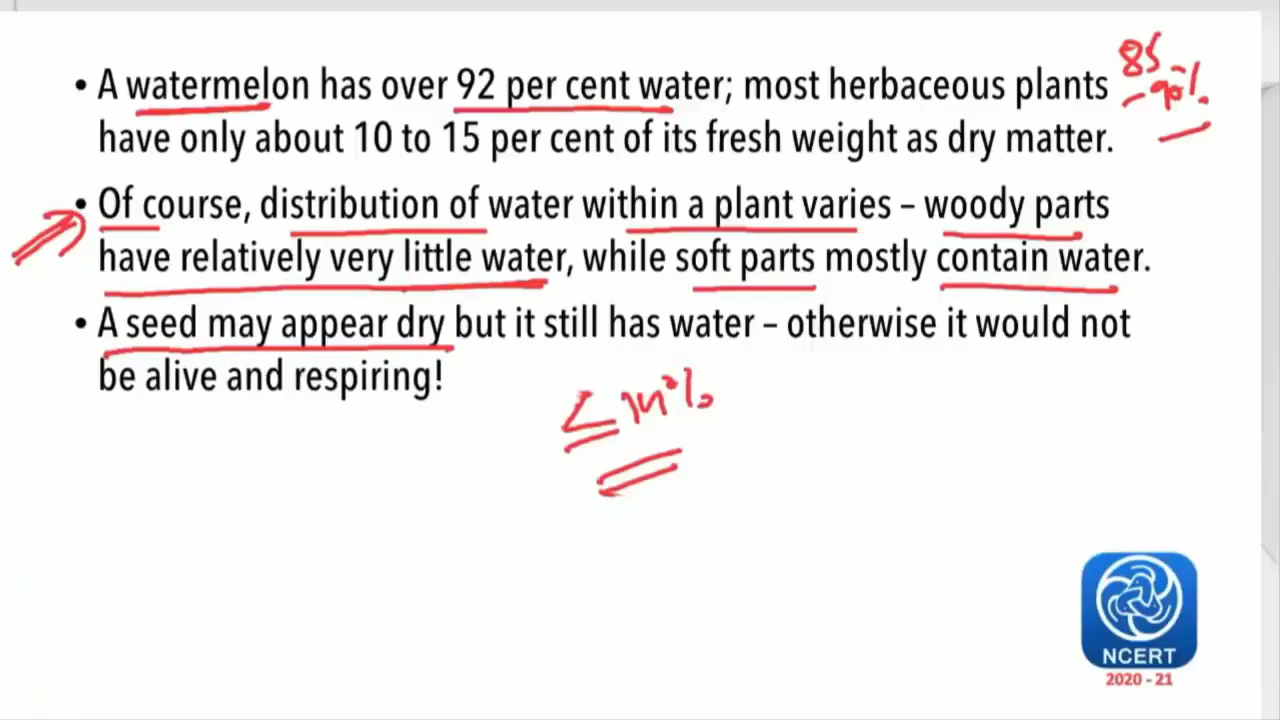 • A watermelon has over 92 per cent water; most herbaceous plants
85
- 90%.
have only about 10 to 15 per cent of its fresh weight as dry matter.
• Of course, distribution of water within a plant varies – woody parts
have relatively very little water, while soft parts mostly contain water.
• A seed may appear dry but it still has water – otherwise it would not
be alive and respiring!
NCERT
2020 - 21